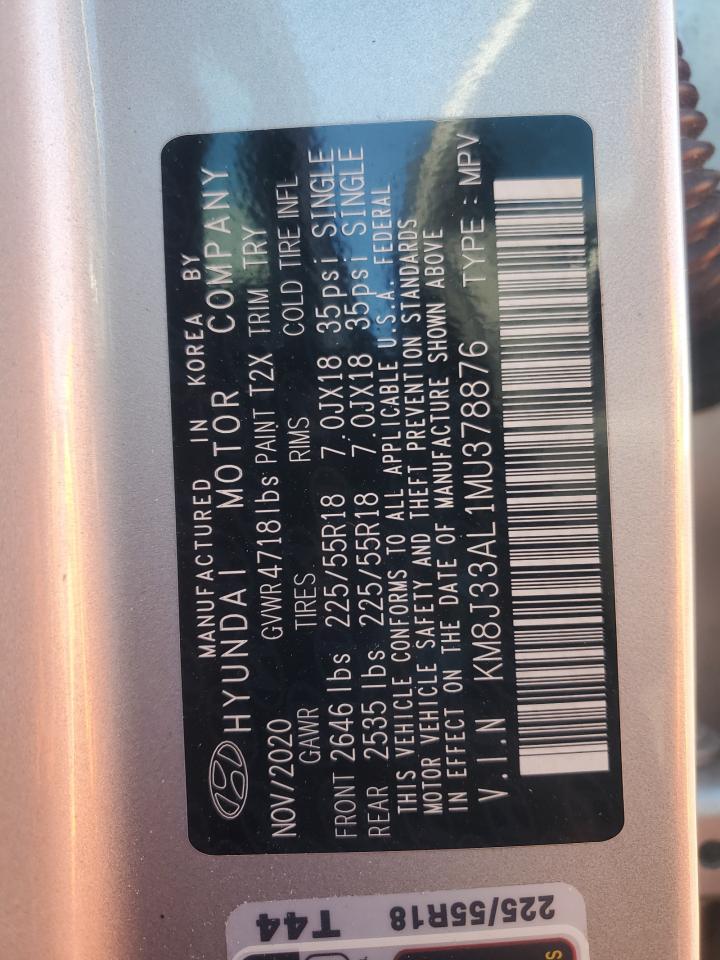 MANUFACTURED IN KOREA BY
HYUNDAI MOTOR COMPANY
NOV/2020 GVWR4718lbs PAINT T2X TRIM TRY
GAWR TIRES RIMS COLD TIRE INFL
FRONT 2646 lbs 225/55R18 7.0JX18 35psi SINGLE
REAR 2535 lbs 225/55R18 7.0JX18 35psi SINGLE
THIS VEHICLE CONFORMS TO ALL APPLICABLE U.S.A FEDERAL
MOTOR VEHICLE SAFETY AND THEFT PREVENTION STANDARDS
IN EFFECT ON THE DATE OF MANUFACTURE SHOWN ABOVE
V.I.N KM8J33AL1MU378876 TYPE : MPV
T44
225/55R18